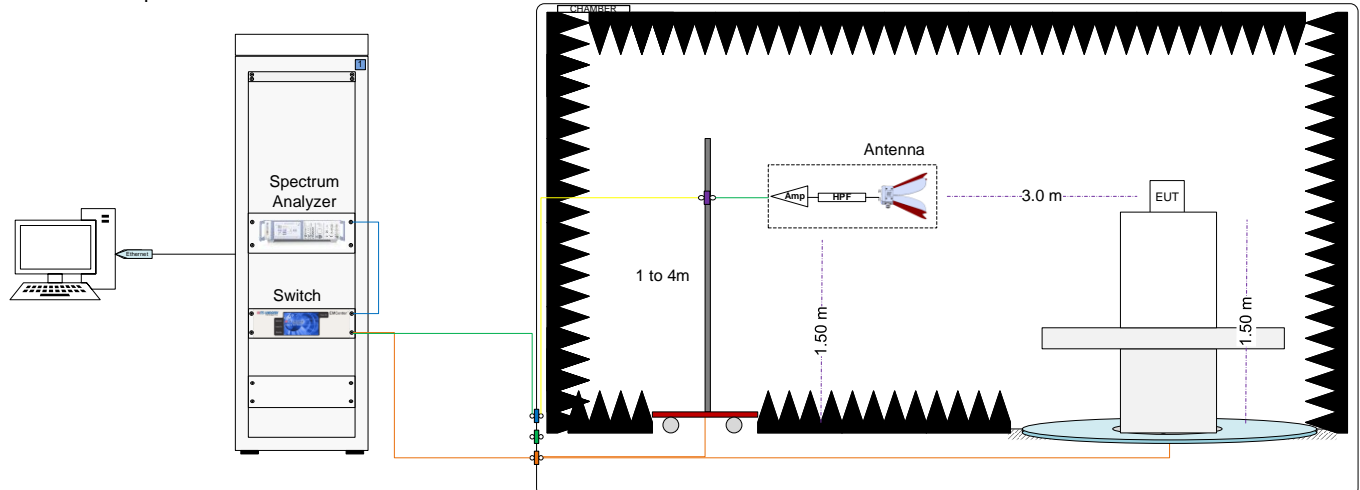 CHAMBER
1
Antenna
Spectrum
Analyzer
Amp
HPF
3.0 m
EUT
Ethernet
1 to 4m
Switch
1.50 m
1.50 m